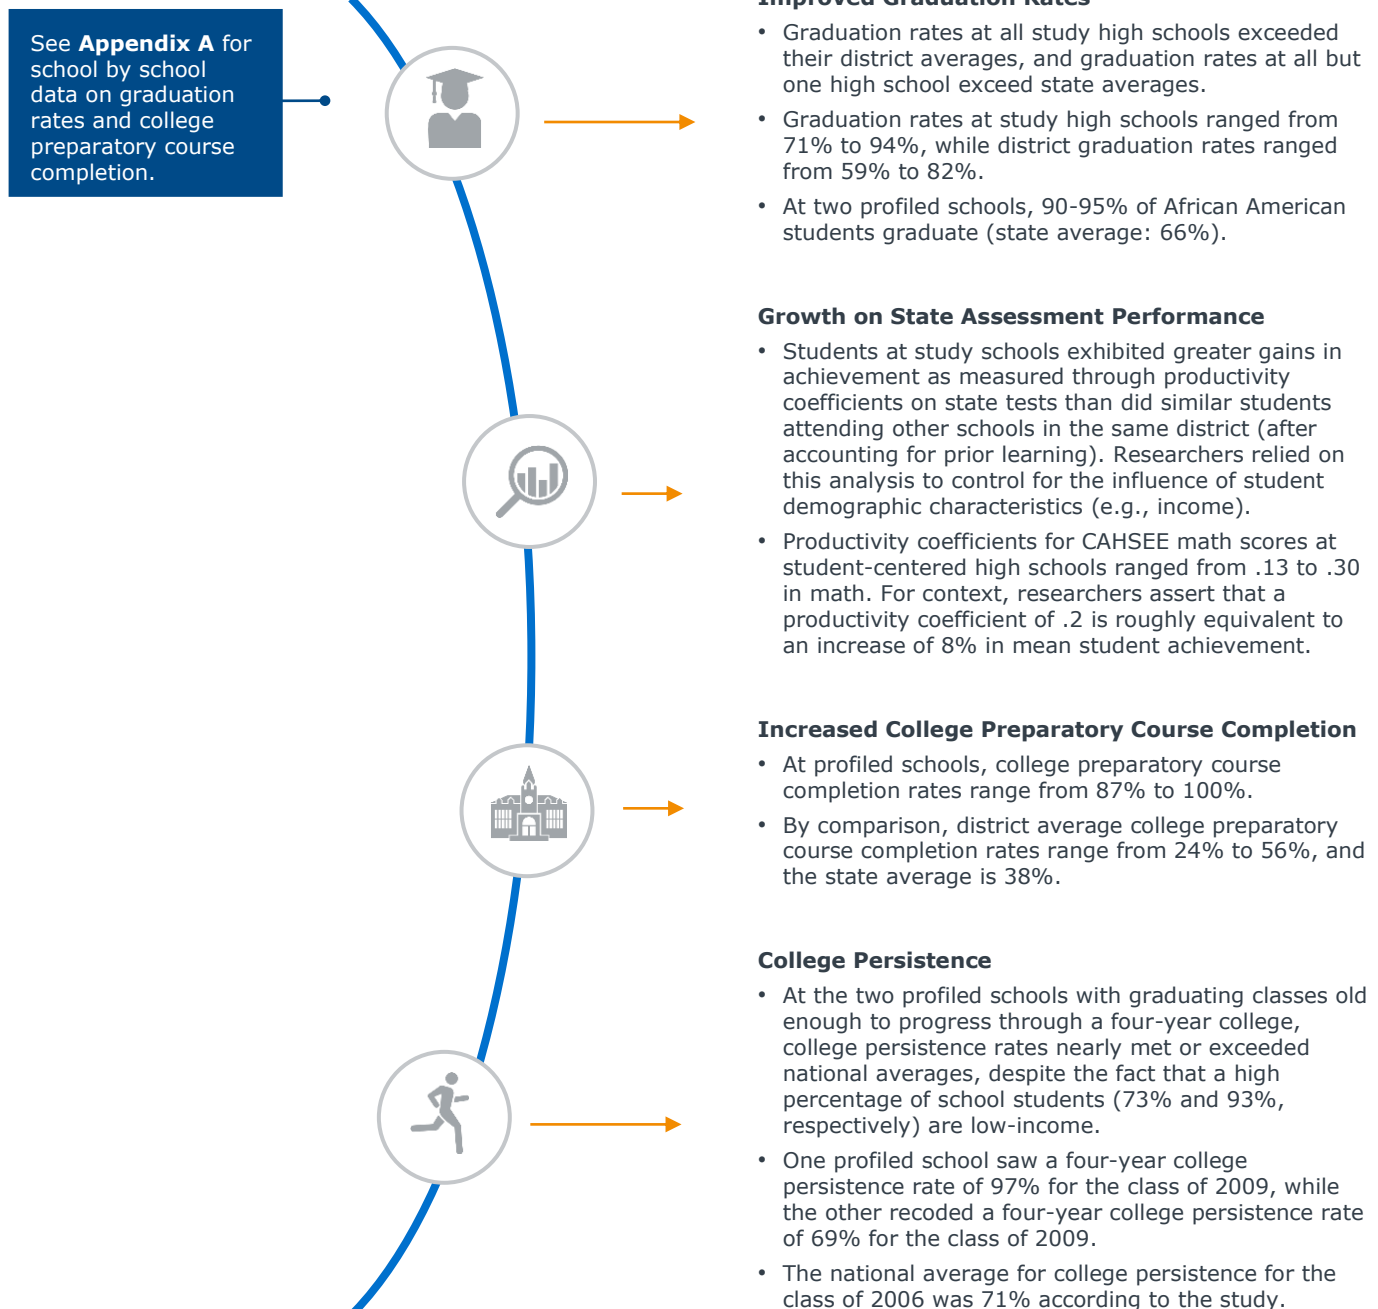 See Appendix A for
school by school
data on graduation
rates and college
preparatory course
completion.
Improved Graduation Rates
• Graduation rates at all study high schools exceeded
their district averages, and graduation rates at all but
one high school exceed state averages.
• Graduation rates at study high schools ranged from
71% to 94%, while district graduation rates ranged
from 59% to 82%.
• At two profiled schools, 90-95% of African American
students graduate (state average: 66%).
Growth on State Assessment Performance
• Students at study schools exhibited greater gains in
achievement as measured through productivity
coefficients on state tests than did similar students
attending other schools in the same district (after
accounting for prior learning). Researchers relied on
this analysis to control for the influence of student
demographic characteristics (e.g., income).
• Productivity coefficients for CAHSEE math scores at
student-centered high schools ranged from .13 to .30
in math. For context, researchers assert that a
productivity coefficient of .2 is roughly equivalent to
an increase of 8% in mean student achievement.
Increased College Preparatory Course Completion
• At profiled schools, college preparatory course
completion rates range from 87% to 100%.
• By comparison, district average college preparatory
course completion rates range from 24% to 56%, and
the state average is 38%.
College Persistence
• At the two profiled schools with graduating classes old
enough to progress through a four-year college,
college persistence rates nearly met or exceeded
national averages, despite the fact that a high
percentage of school students (73% and 93%,
respectively) are low-income.
• One profiled school saw a four-year college
persistence rate of 97% for the class of 2009, while
the other recoded a four-year college persistence rate
of 69% for the class of 2009.
• The national average for college persistence for the
class of 2006 was 71% according to the study.